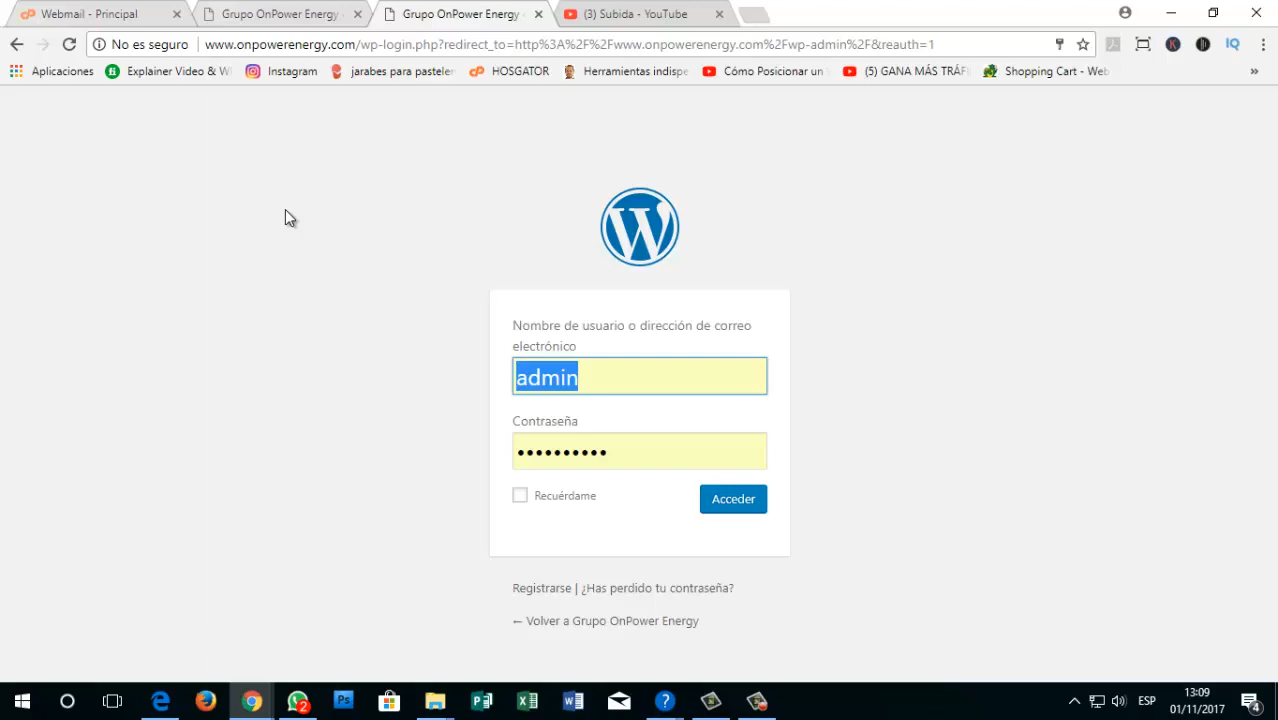 Webmail - Principal
Grupo OnPower Energy
Grupo OnPower Energy
(3) Subida - YouTube
No es seguro
www.onpowerenergy.com/wp-login.php?redirect_to=http%3A%2F%2Fwww.onpowerenergy.com%2Fwp-admin%2F&reauth=1
IQ
Aplicaciones
Explainer Video & W
Instagram
jarabes para pasteler
HOSGATOR
Herramientas indispe
Cómo Posicionar un
(5) GANA MÁS TRÁF
Shopping Cart - Web
»
Nombre de usuario o dirección de correo
electrónico
admin
Contraseña
••••••••••
Recuérdame
Acceder
Registrarse | ¿Has perdido tu contraseña?
← Volver a Grupo OnPower Energy
2
ESP
13:09
01/11/2017
4